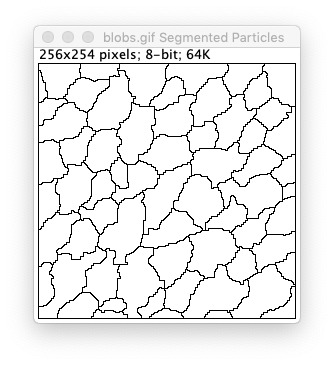 blobs.gif Segmented Particles
256x254 pixels; 8-bit; 64K